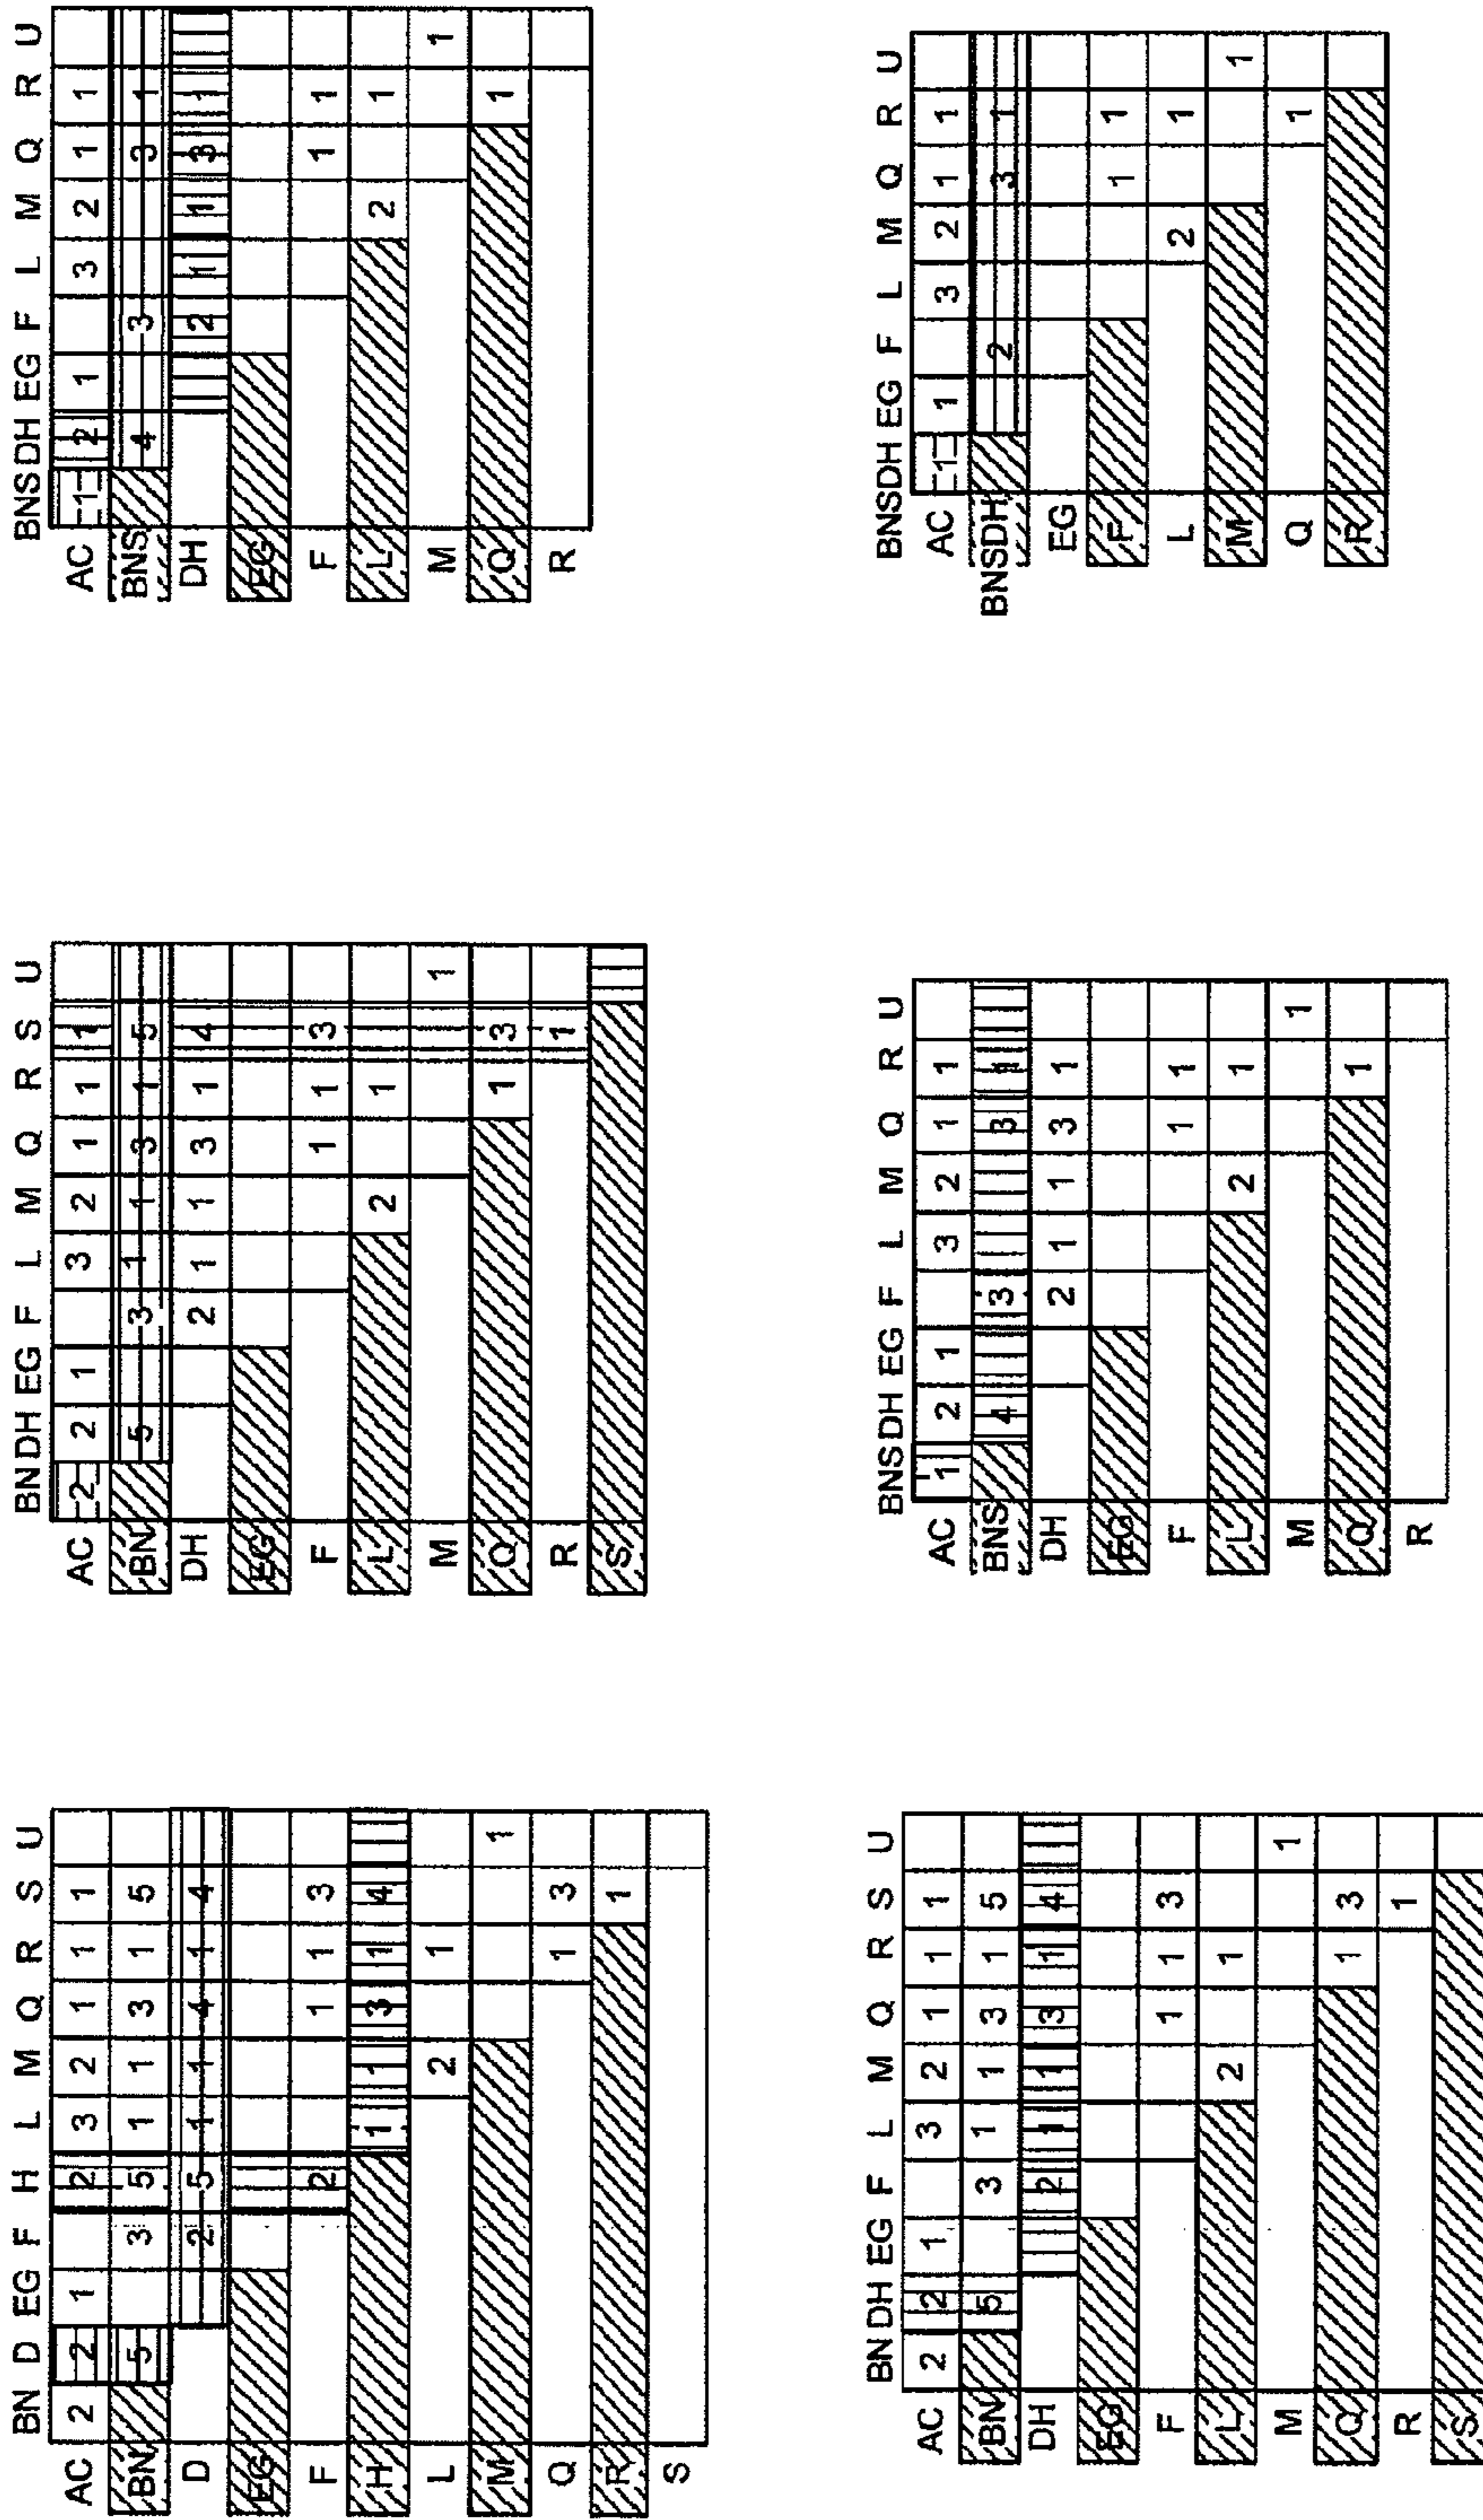 BN D EG F H L M Q R S U
AC 2 2 1 2 3 2 1 1 1
BN 5 3 5 1 1 3 1 5
D 2 5 1 1 4 1 4
EG
F 2 1 1 3
H 1 1 3 1 4
L 2 1
M 1
Q 1 3
R 1
S
BN DH EG F L M Q R S U
AC 2 2 1 3 2 1 1 1
BN 5 3 1 1 3 1 5
DH 2 1 1 3 1 4
EG
F 1 1 3
L 2 1
M 1
Q 1 3
R 1
S
BNS DH EG F L M Q R U
AC 1 2 1 3 2 1 1
BNS 4 3 3 1
DH 2 1 1 3 1
EG
F 1 1
L 2 1
M 1
Q 1
R
BN DH EG F L M Q R S U
AC 2 2 1 3 2 1 1 1
BN 5 3 1 1 3 1 5
DH 2 1 1 3 1 4
EG
F 1 1 3
L 2 1
M 1
Q 1 3
R 1
S
BNS DH EG F L M Q R U
AC 1 2 1 3 2 1 1
BNS 4 3 3 1
DH 2 1 1 3 1
EG
F 1 1
L 2 1
M 1
Q 1
R
BNSDH EG F L M Q R U
AC 1 1 3 2 1 1
BNSDH 2 3 1
EG
F 1 1
L 2 1
M 1
Q 1
R